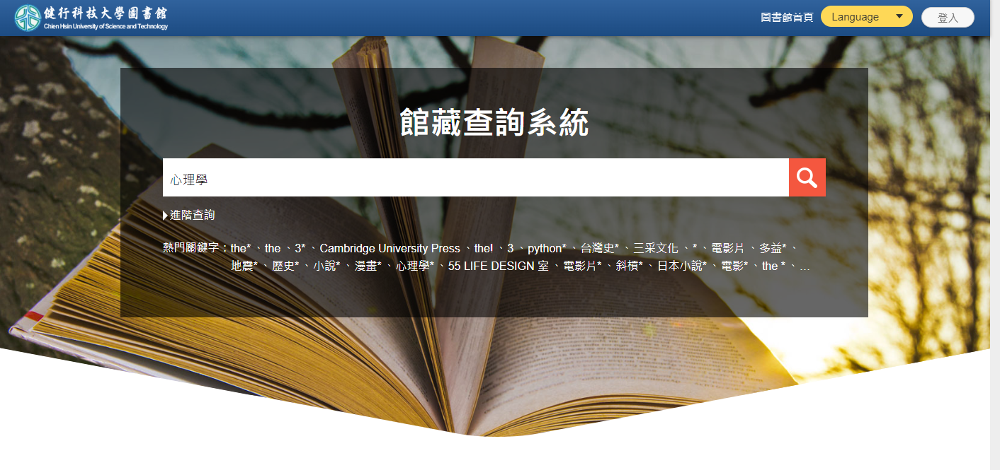 健行科技大學圖書館
Chien Hsin University of Science and Technology
圖書館首頁 Language 登入
館藏查詢系統
心理學
進階查詢
熱門關鍵字：the* 、the 、3* 、Cambridge University Press 、the! 、3 、python* 、台灣史* 、三采文化 、* 、電影片 、多益* 、
地震* 、歷史* 、小說* 、漫畫* 、心理學* 、55 LIFE DESIGN 室 、電影片* 、斜槓* 、日本小說* 、電影* 、the * 、...